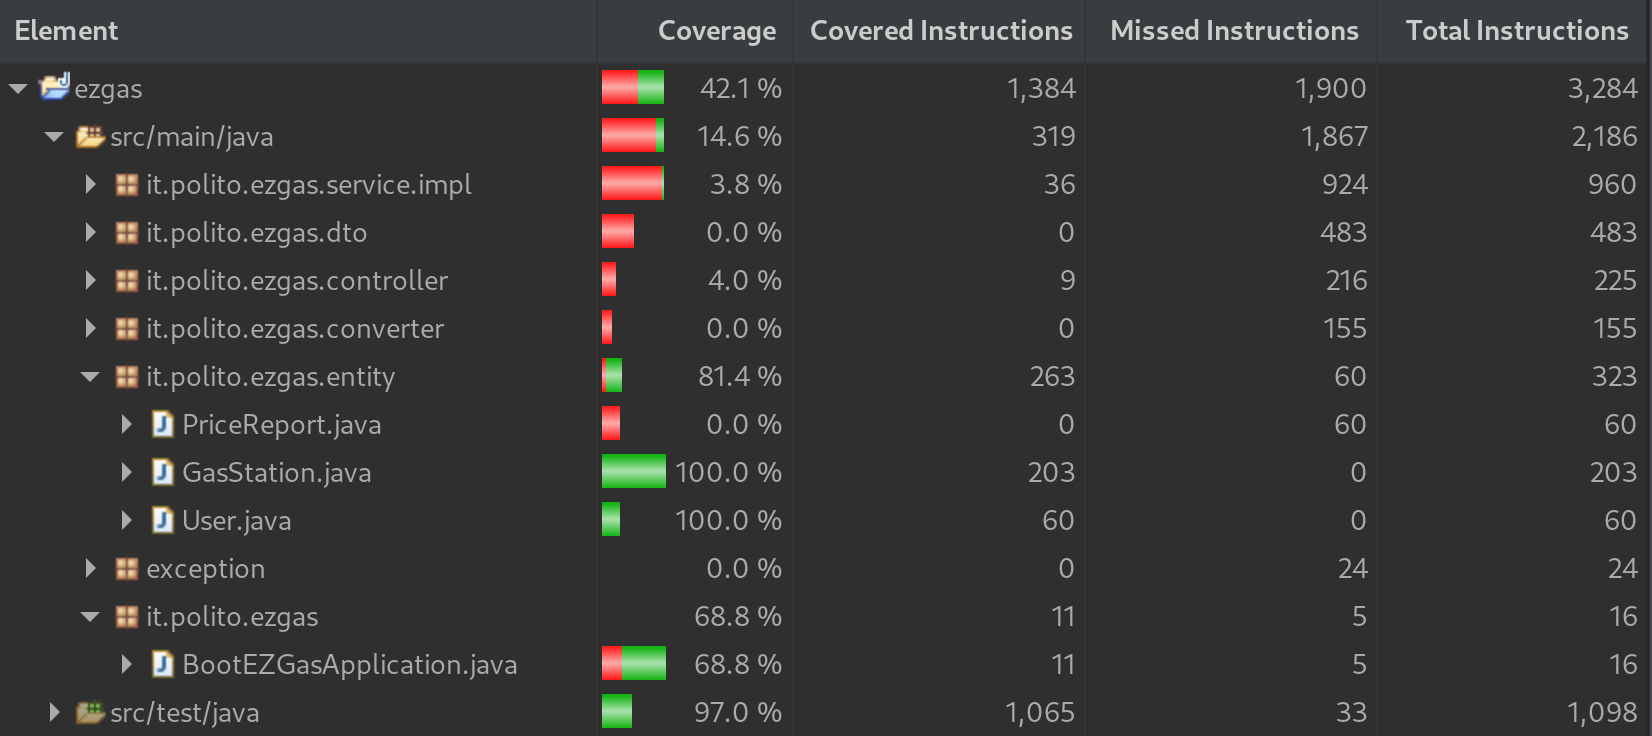 Element Coverage Covered Instructions Missed Instructions Total Instructions
ezgas 42.1 % 1,384 1,900 3,284
src/main/java 14.6 % 319 1,867 2,186
it.polito.ezgas.service.impl 3.8 % 36 924 960
it.polito.ezgas.dto 0.0 % 0 483 483
it.polito.ezgas.controller 4.0 % 9 216 225
it.polito.ezgas.converter 0.0 % 0 155 155
it.polito.ezgas.entity 81.4 % 263 60 323
PriceReport.java 0.0 % 0 60 60
GasStation.java 100.0 % 203 0 203
User.java 100.0 % 60 0 60
exception 0.0 % 0 24 24
it.polito.ezgas 68.8 % 11 5 16
BootEZGasApplication.java 68.8 % 11 5 16
src/test/java 97.0 % 1,065 33 1,098